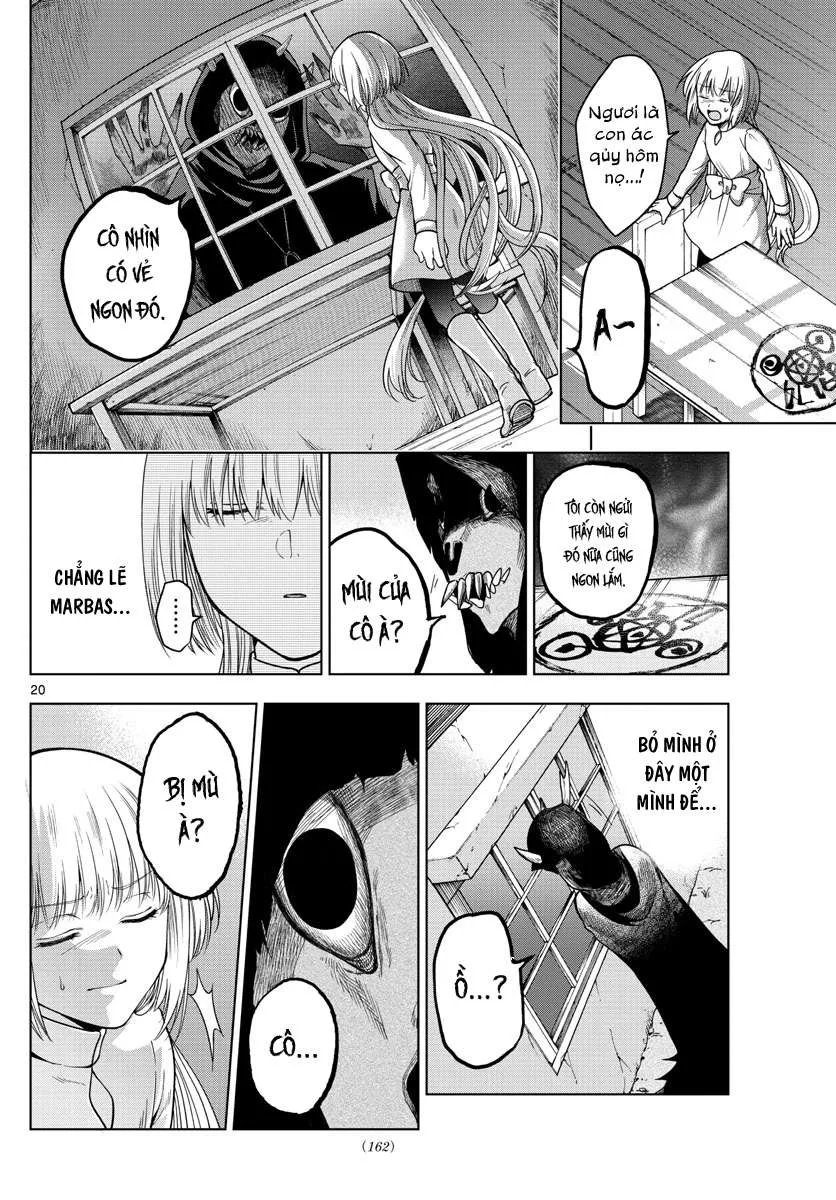 Ngươi là
con ác
qủy hôm
nọ...!
A~
CÔ NHÌN
CÓ VẺ
NGON ĐÓ.
TÔI CÒN NGỬI
THẤY MÙI GÌ
ĐÓ NỮA CŨNG
NGON LẮM.
MÙI CỦA
CÔ À?
......
CHẲNG LẼ
MARBAS...
20
BỎ MÌNH Ở
ĐÂY MỘT
MÌNH ĐỂ...
Ồ...?
CÔ...
BỊ MÙ
À?
(162)